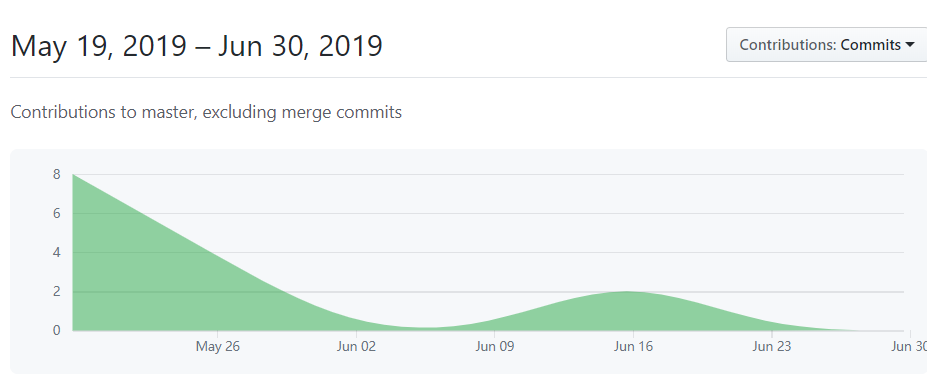 May 19, 2019 – Jun 30, 2019
Contributions: Commits
Contributions to master, excluding merge commits
8
6
4
2
0
May 26 Jun 02 Jun 09 Jun 16 Jun 23 Jun 30